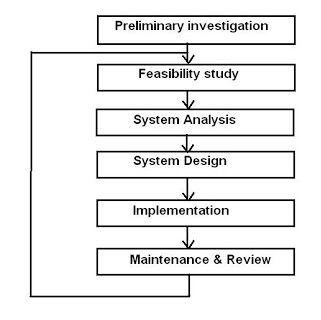 Preliminary investigation
Feasibility study
System Analysis
System Design
Implementation
Maintenance & Review